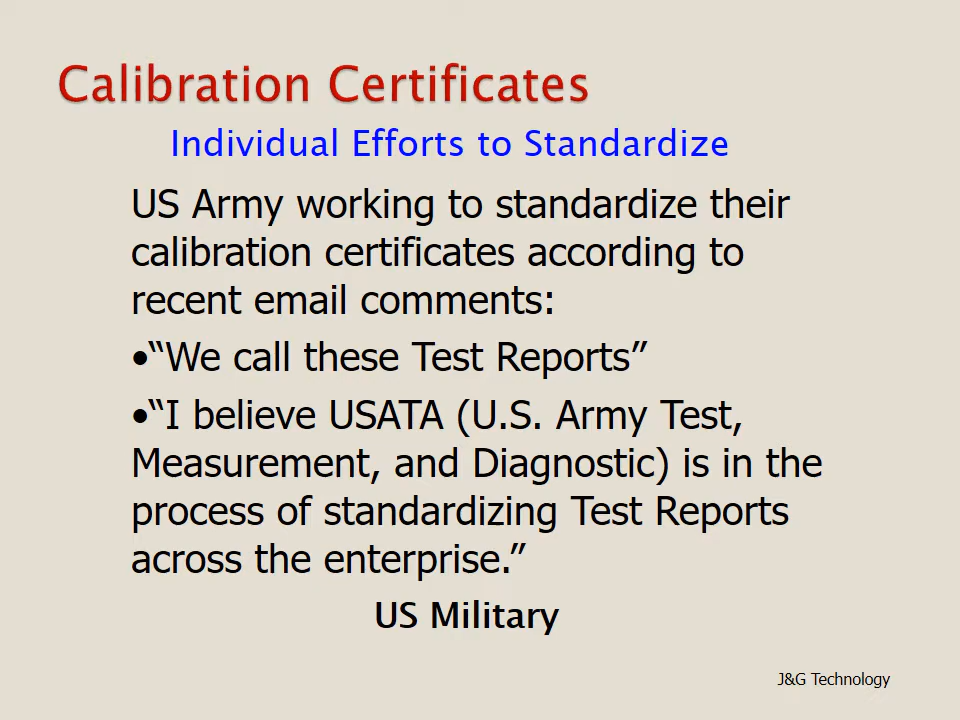 Calibration Certificates
Individual Efforts to Standardize
US Army working to standardize their
calibration certificates according to
recent email comments:
•“We call these Test Reports”
•“I believe USATA (U.S. Army Test,
Measurement, and Diagnostic) is in the
process of standardizing Test Reports
across the enterprise.”
US Military
J&G Technology